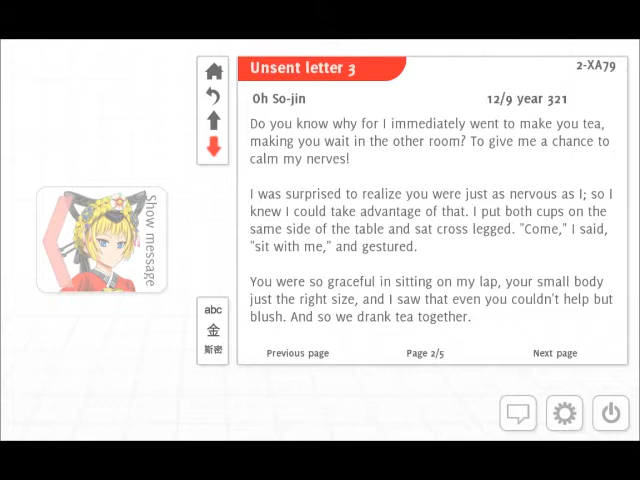 Unsent letter 3
2-XA79
Oh So-jin
12/9 year 321
Do you know why for I immediately went to make you tea,
making you wait in the other room? To give me a chance to
calm my nerves!
I was surprised to realize you were just as nervous as I; so I
knew I could take advantage of that. I put both cups on the
same side of the table and sat cross legged. "Come," I said,
"sit with me," and gestured.
You were so graceful in sitting on my lap, your small body
just the right size, and I saw that even you couldn't help but
blush. And so we drank tea together.
Previous page
Page 2/5
Next page
Show message
abc
金
斯密